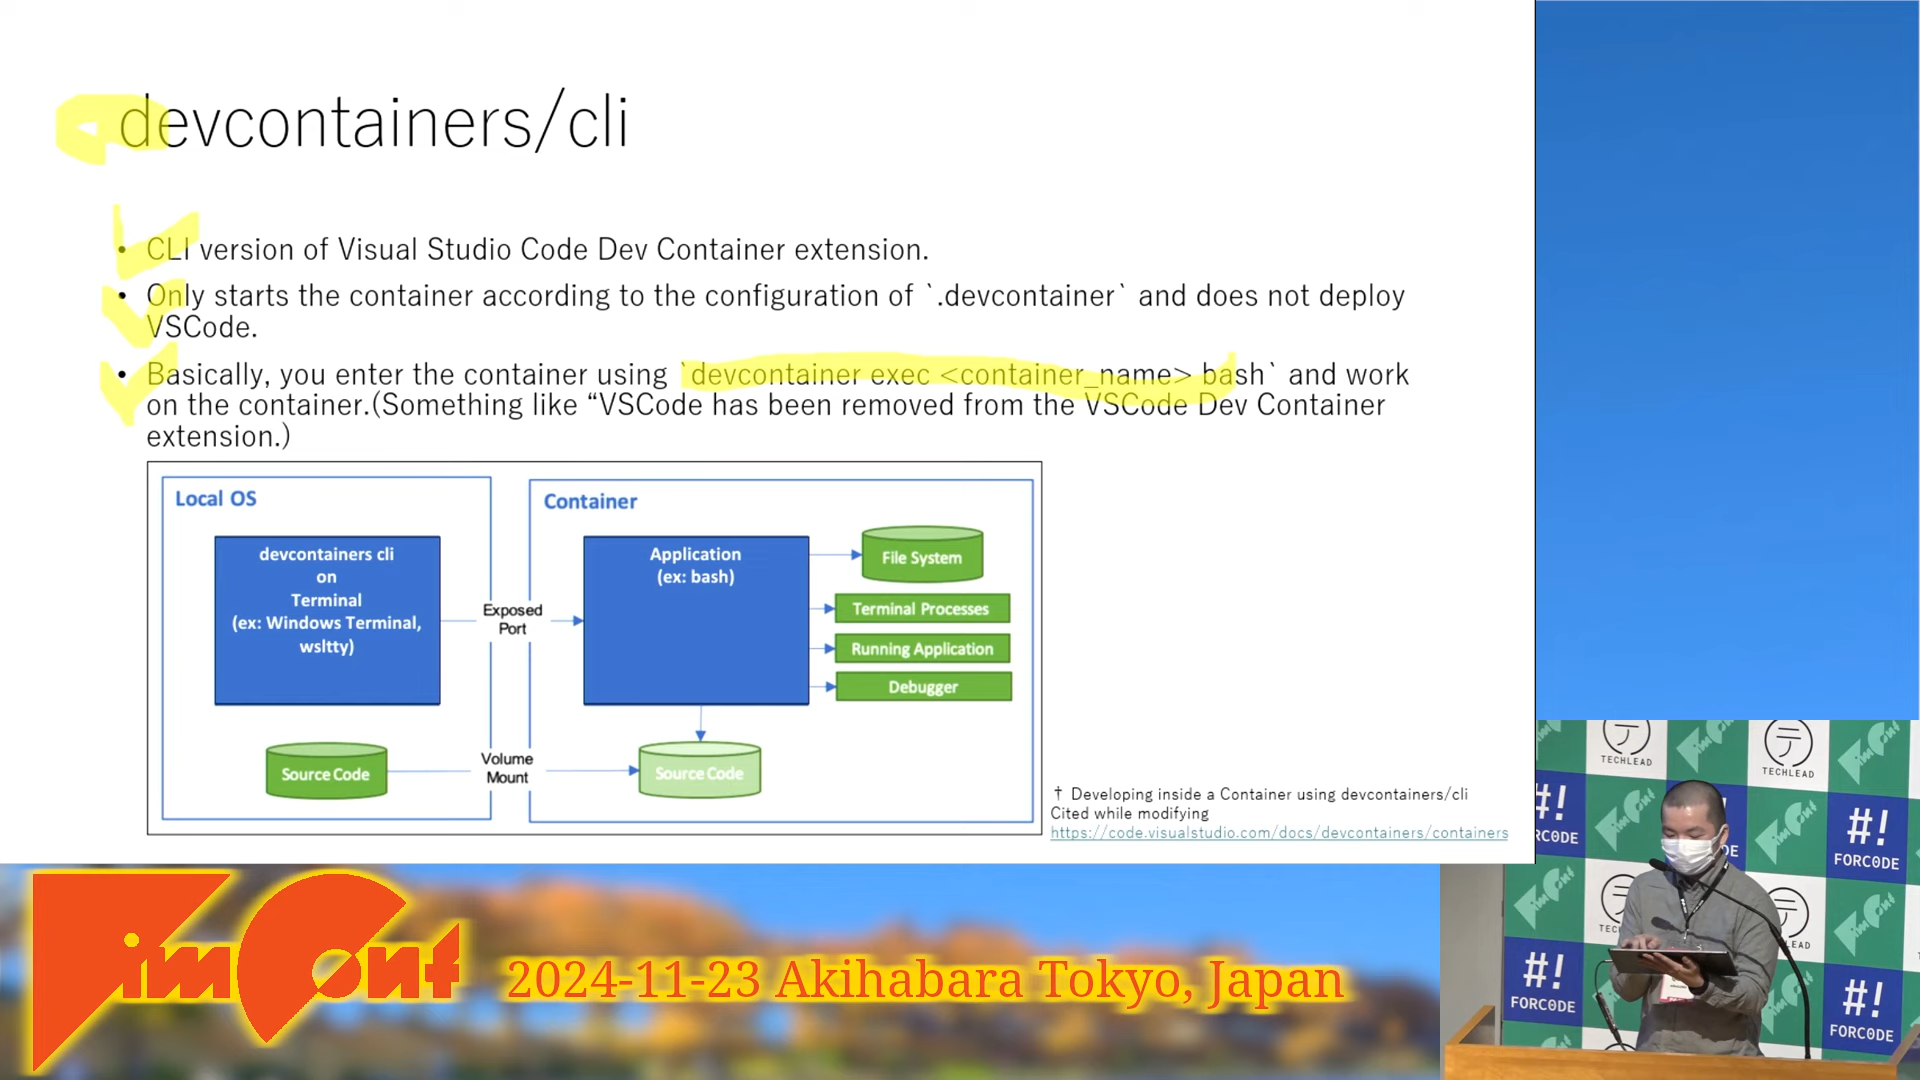 devcontainers/cli
• CLI version of Visual Studio Code Dev Container extension.
• Only starts the container according to the configuration of `.devcontainer` and does not deploy
VSCode.
• Basically, you enter the container using `devcontainer exec <container_name> bash` and work
on the container.(Something like “VSCode has been removed from the VSCode Dev Container
extension.)
Local OS
devcontainers cli
on
Terminal
(ex: Windows Terminal,
wsltty)
Source Code
Exposed
Port
Volume
Mount
Container
Application
(ex: bash)
File System
Terminal Processes
Running Application
Debugger
Source Code
† Developing inside a Container using devcontainers/cli
Cited while modifying
https://code.visualstudio.com/docs/devcontainers/containers
VimConf
2024-11-23 Akihabara Tokyo, Japan
テ
TECHLEAD
テ
TECHLEAD
VimConf
#!
FORC0DE
#!
FORC0DE
#!
FORC0DE
#!
FORC0DE